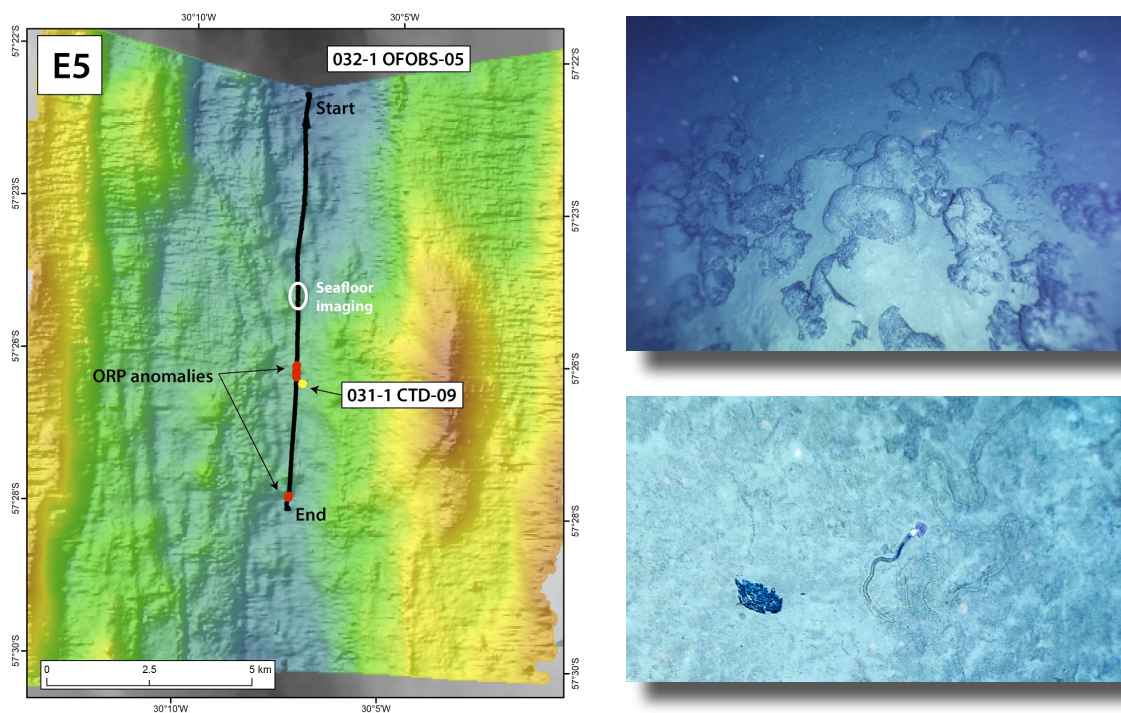 30°10'W
30°5'W
57°22'S
57°22'S
E5
032-1 OFOBS-05
Start
57°23'S
57°23'S
Seafloor
imaging
57°26'S
57°26'S
ORP anomalies
031-1 CTD-09
57°28'S
57°28'S
End
57°30'S
57°30'S
0
2.5
5 km
30°10'W
30°5'W